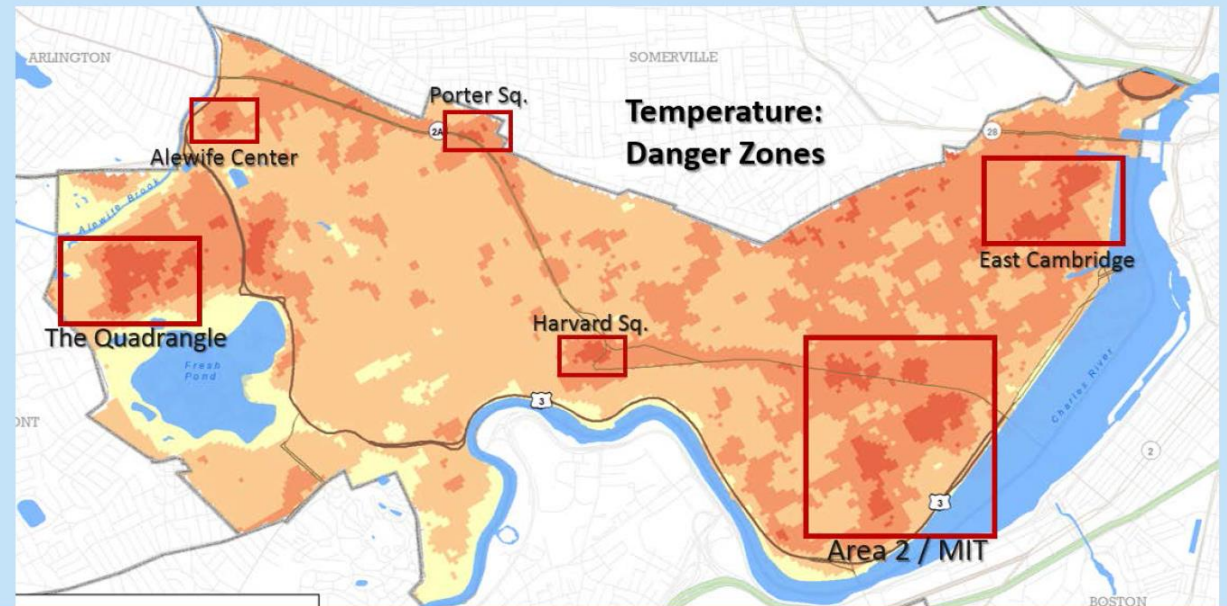 ARLINGTON
SOMERVILLE
Porter Sq.
Temperature:
Danger Zones
2A
28
Alewife Center
Alewife Brook
East Cambridge
Harvard Sq.
The Quadrangle
Fresh
Pond
3
Charles River
ONT
2
3
Area 2 / MIT
BOSTON